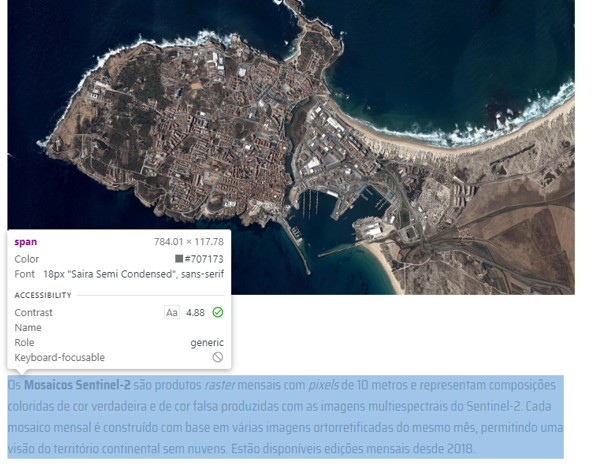 span 784.01 × 117.78
Color #707173
Font 18px "Saira Semi Condensed", sans-serif
ACCESSIBILITY
Contrast Aa 4.88
Name
Role generic
Keyboard-focusable
Os Mosaicos Sentinel-2 são produtos raster mensais com pixels de 10 metros e representam composições
coloridas de cor verdadeira e de cor falsa produzidas com as imagens multiespectrais do Sentinel-2. Cada
mosaico mensal é construído com base em várias imagens ortorretificadas do mesmo mês, permitindo uma
visão do território continental sem nuvens. Estão disponíveis edições mensais desde 2018.